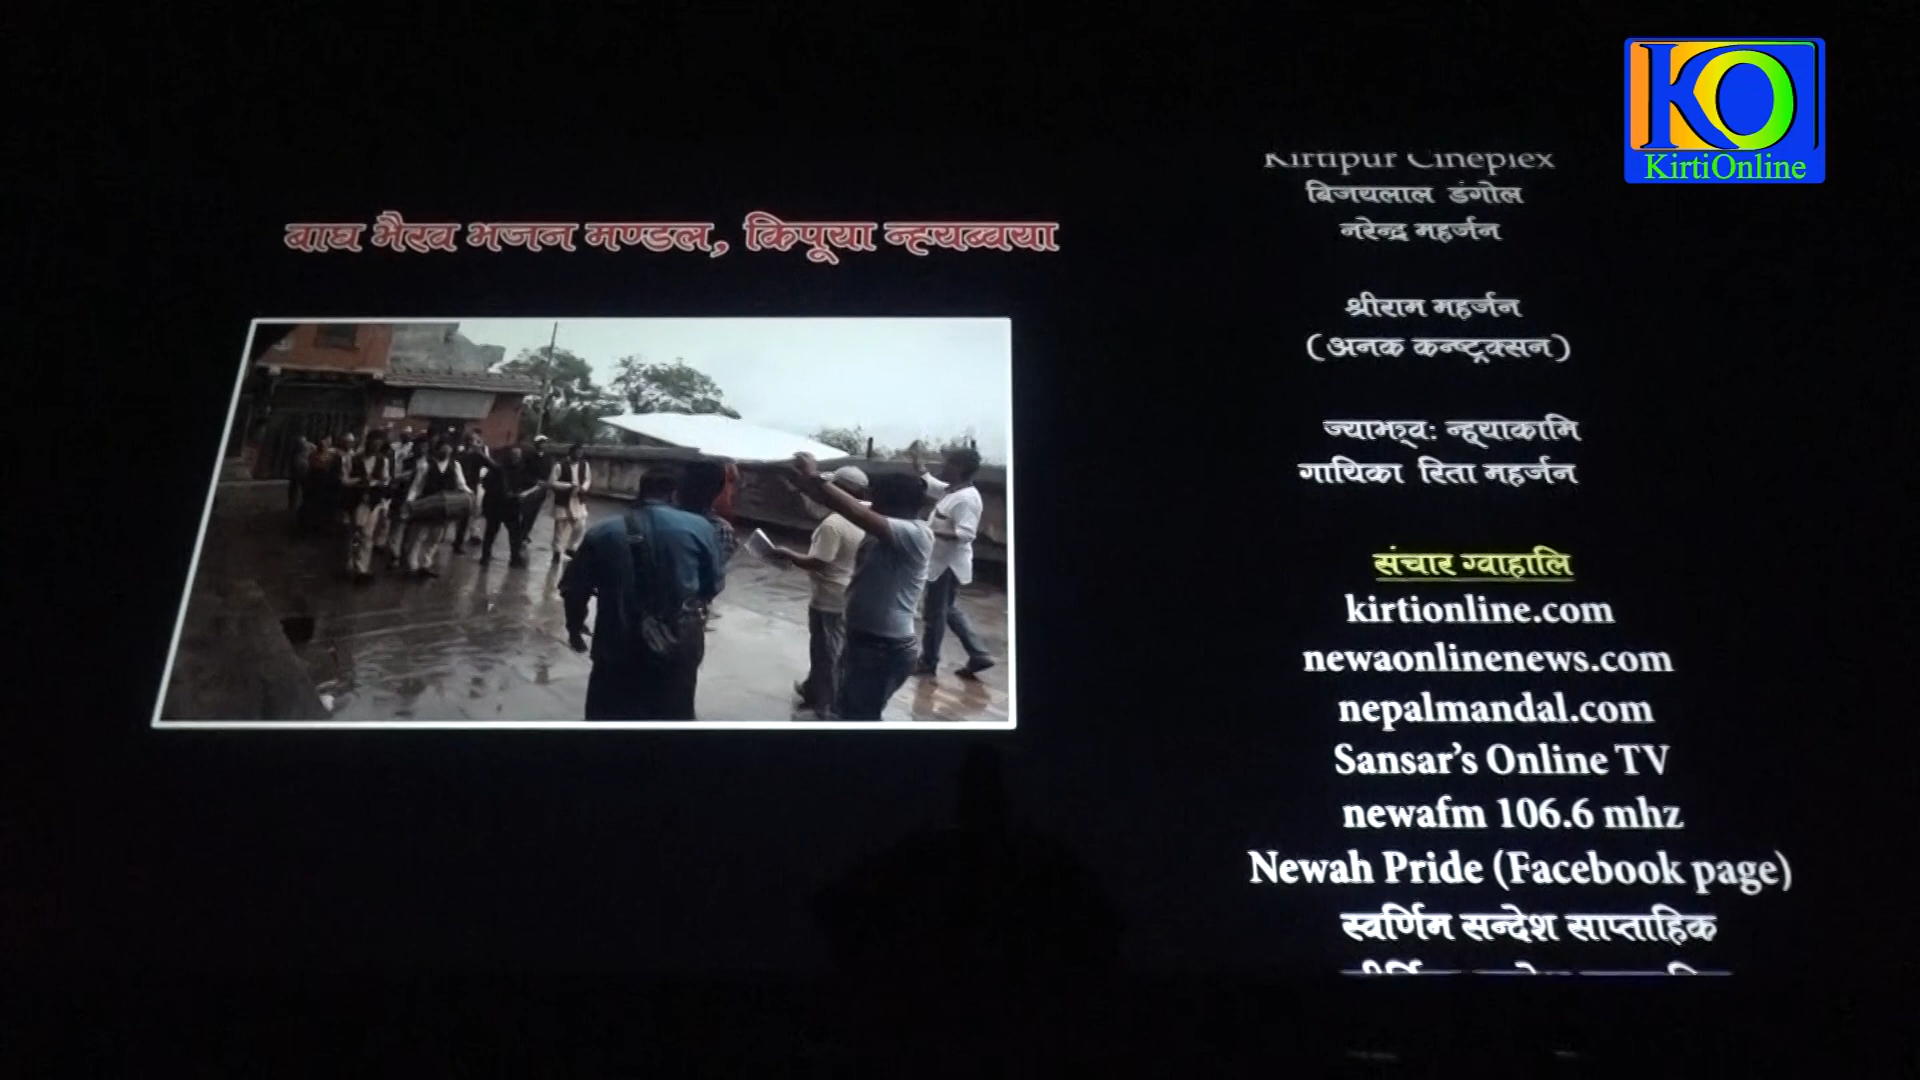 KO
KirtiOnline
बाघ भैरव भजन मण्डल, किपूया न्ह्यब्वया
Kirtipur Cineplex
बिजयलाल डंगोल
नरेन्द्र महर्जन
श्रीराम महर्जन
(अनक कन्ष्ट्रक्सन)
ज्याभत्र्वः न्ह्याकामि
गायिका रिता महर्जन
संचार ग्वाहालि
kirtionline.com
newaonlinenews.com
nepalmandal.com
Sansar’s Online TV
newafm 106.6 mhz
Newah Pride (Facebook page)
स्वर्णिम सन्देश साप्ताहिक